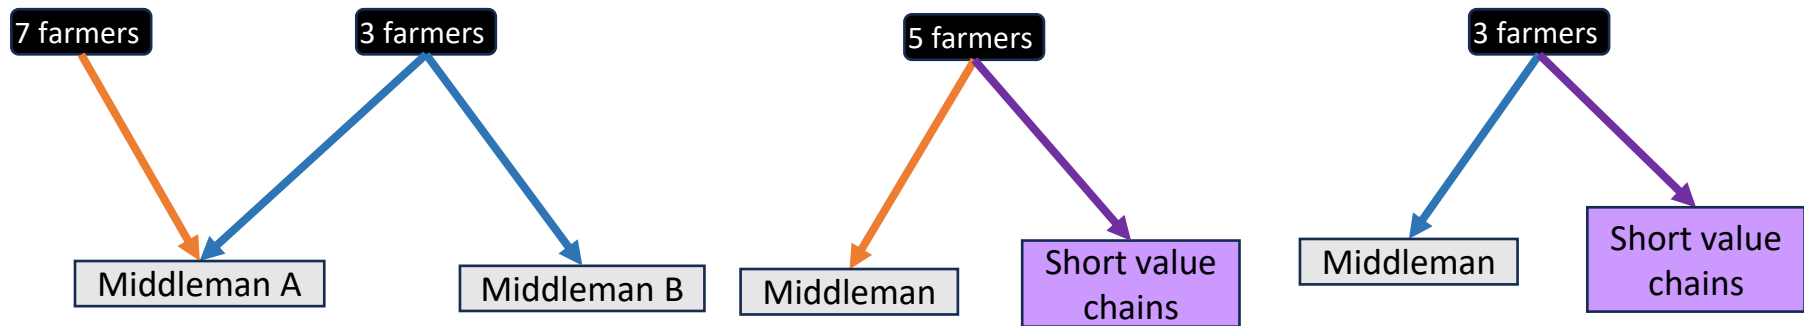 7 farmers
3 farmers
5 farmers
3 farmers
Middleman A
Middleman B
Middleman
Short value
chains
Middleman
Short value
chains